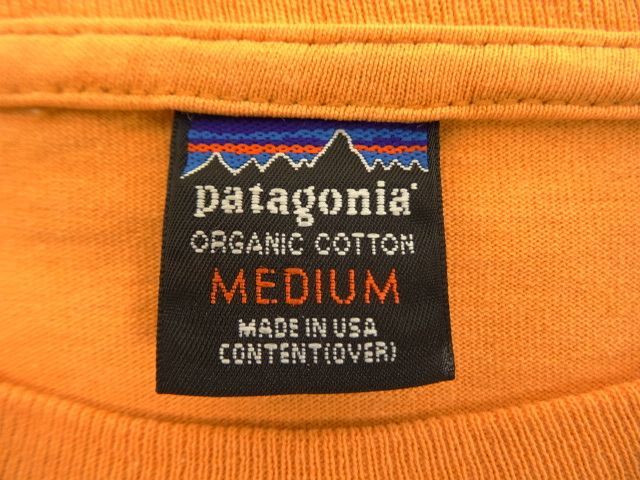 patagonia
ORGANIC COTTON
MEDIUM
MADE IN USA
CONTENT(OVER)